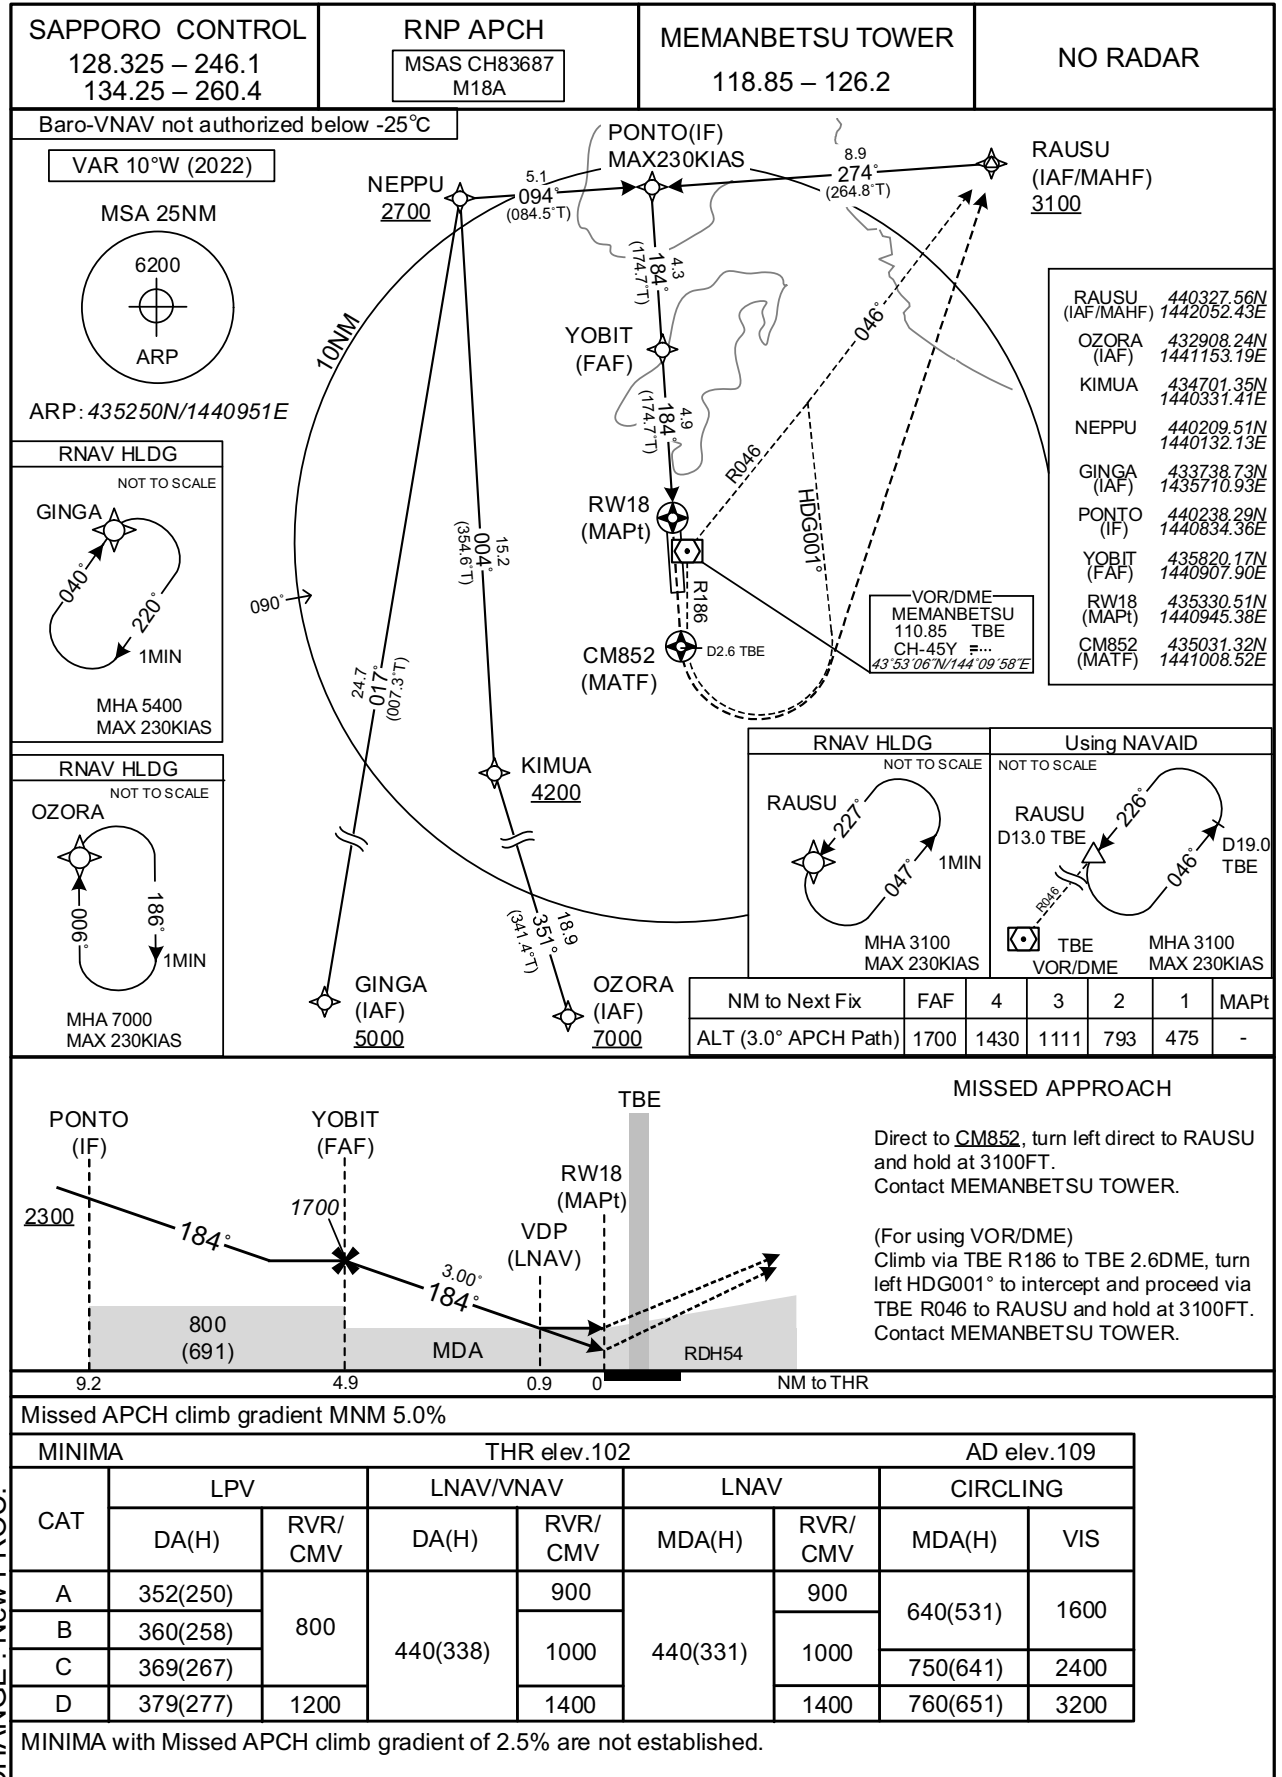 SAPPORO CONTROL
128.325 – 246.1
134.25 – 260.4
RNP APCH
MSAS CH83687
M18A
MEMANBETSU TOWER
118.85 – 126.2
NO RADAR
Baro-VNAV not authorized below -25°C
VAR 10°W (2022)
MSA 25NM
6200
ARP
ARP: 435250N/1440951E
NEPPU
2700
5.1
094°
(084.5°T)
PONTO(IF)
MAX230KIAS
8.9
274°
(264.8°T)
RAUSU
(IAF/MAHF)
3100
10NM
4.3
184°
(174.7°T)
YOBIT
(FAF)
4.9
184°
(174.7°T)
046°
R046
HDG001°
RW18
(MAPt)
R186
CM852
(MATF)
D2.6 TBE
VOR/DME
MEMANBETSU
110.85 TBE
CH-45Y
43°53'06"N/144°09'58"E
090°
15.2
004°
(354.6°T)
24.7
017°
(007.3°T)
KIMUA
4200
18.9
351°
(341.4°T)
GINGA
(IAF)
5000
OZORA
(IAF)
7000
RAUSU 440327.56N
(IAF/MAHF) 1442052.43E
OZORA 432908.24N
(IAF) 1441153.19E
KIMUA 434701.35N
1440331.41E
NEPPU 440209.51N
1440132.13E
GINGA 433738.73N
(IAF) 1435710.93E
PONTO 440238.29N
(IF) 1440834.36E
YOBIT 435820.17N
(FAF) 1440907.90E
RW18 435330.51N
(MAPt) 1440945.38E
CM852 435031.32N
(MATF) 1441008.52E
RNAV HLDG
NOT TO SCALE
GINGA
040°
220°
1MIN
MHA 5400
MAX 230KIAS
RNAV HLDG
NOT TO SCALE
OZORA
006°
186°
1MIN
MHA 7000
MAX 230KIAS
RNAV HLDG
NOT TO SCALE
RAUSU
227°
047°
1MIN
MHA 3100
MAX 230KIAS
Using NAVAID
NOT TO SCALE
RAUSU
D13.0 TBE
226°
046°
D19.0
TBE
R046
TBE
VOR/DME
MHA 3100
MAX 230KIAS
NM to Next Fix FAF 4 3 2 1 MAPt
ALT (3.0° APCH Path) 1700 1430 1111 793 475 -
PONTO
(IF)
2300
184°
YOBIT
(FAF)
1700
3.00°
184°
VDP
(LNAV)
RW18
(MAPt)
TBE
800
(691)
MDA
RDH54
9.2 4.9 0.9 0 NM to THR
MISSED APPROACH
Direct to CM852, turn left direct to RAUSU
and hold at 3100FT.
Contact MEMANBETSU TOWER.
(For using VOR/DME)
Climb via TBE R186 to TBE 2.6DME, turn
left HDG001° to intercept and proceed via
TBE R046 to RAUSU and hold at 3100FT.
Contact MEMANBETSU TOWER.
Missed APCH climb gradient MNM 5.0%
MINIMA THR elev.102 AD elev.109
CAT LPV LNAV/VNAV LNAV CIRCLING
DA(H) RVR/CMV DA(H) RVR/CMV MDA(H) RVR/CMV MDA(H) VIS
A 352(250) 800 440(338) 900 440(331) 900 640(531) 1600
B 360(258) 1000 1000
C 369(267) 750(641) 2400
D 379(277) 1200 1400 1400 760(651) 3200
MINIMA with Missed APCH climb gradient of 2.5% are not established.